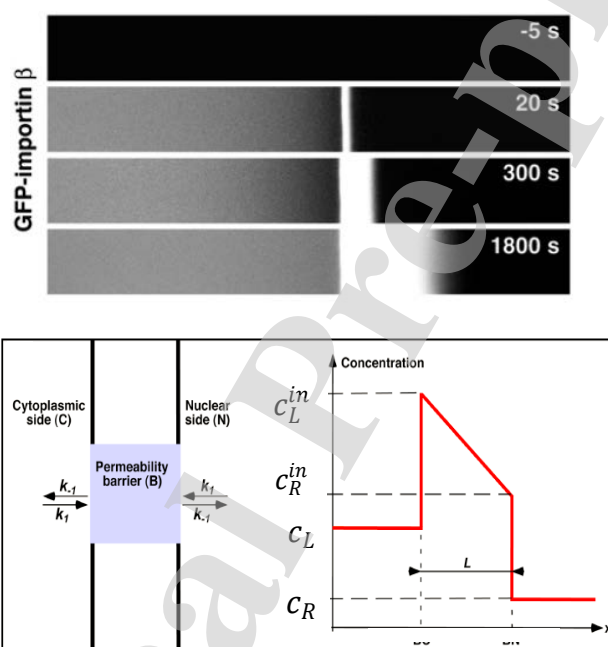 GFP-importin β
-5 s
20 s
300 s
1800 s
Cytoplasmic
side (C)
Nuclear
side (N)
Permeability
barrier (B)
k-1
k1
k1
k-1
Concentration
c_L^in
c_R^in
c_L
c_R
L
x